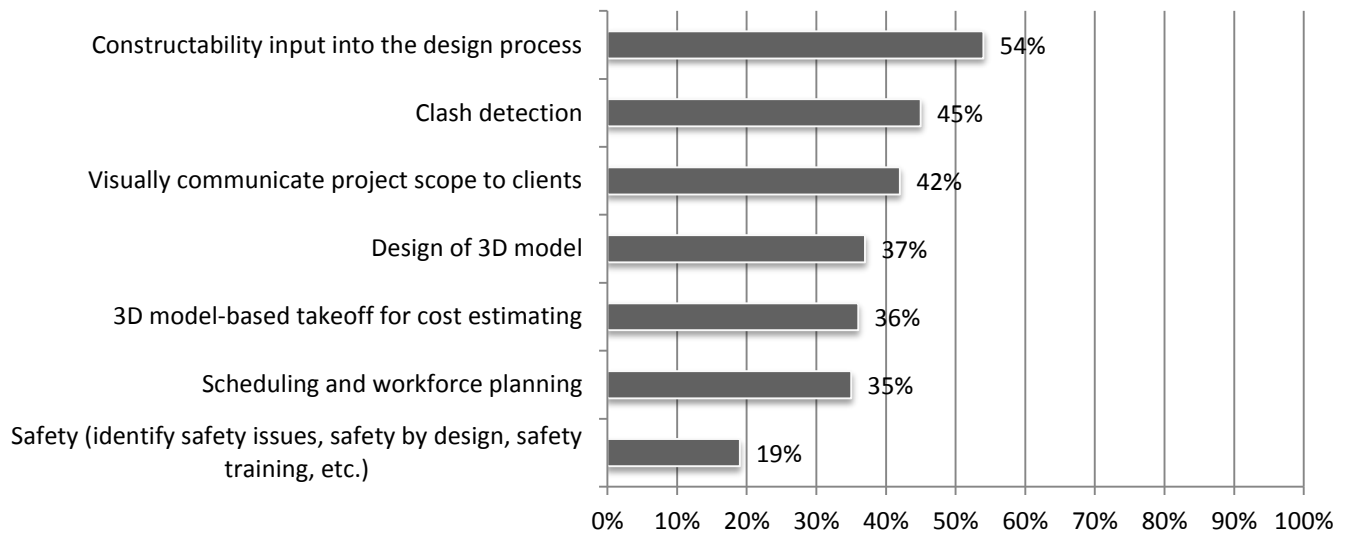 Constructability input into the design process
54%
Clash detection
45%
Visually communicate project scope to clients
42%
Design of 3D model
37%
3D model-based takeoff for cost estimating
36%
Scheduling and workforce planning
35%
Safety (identify safety issues, safety by design, safety
training, etc.)
19%
0% 10% 20% 30% 40% 50% 60% 70% 80% 90% 100%